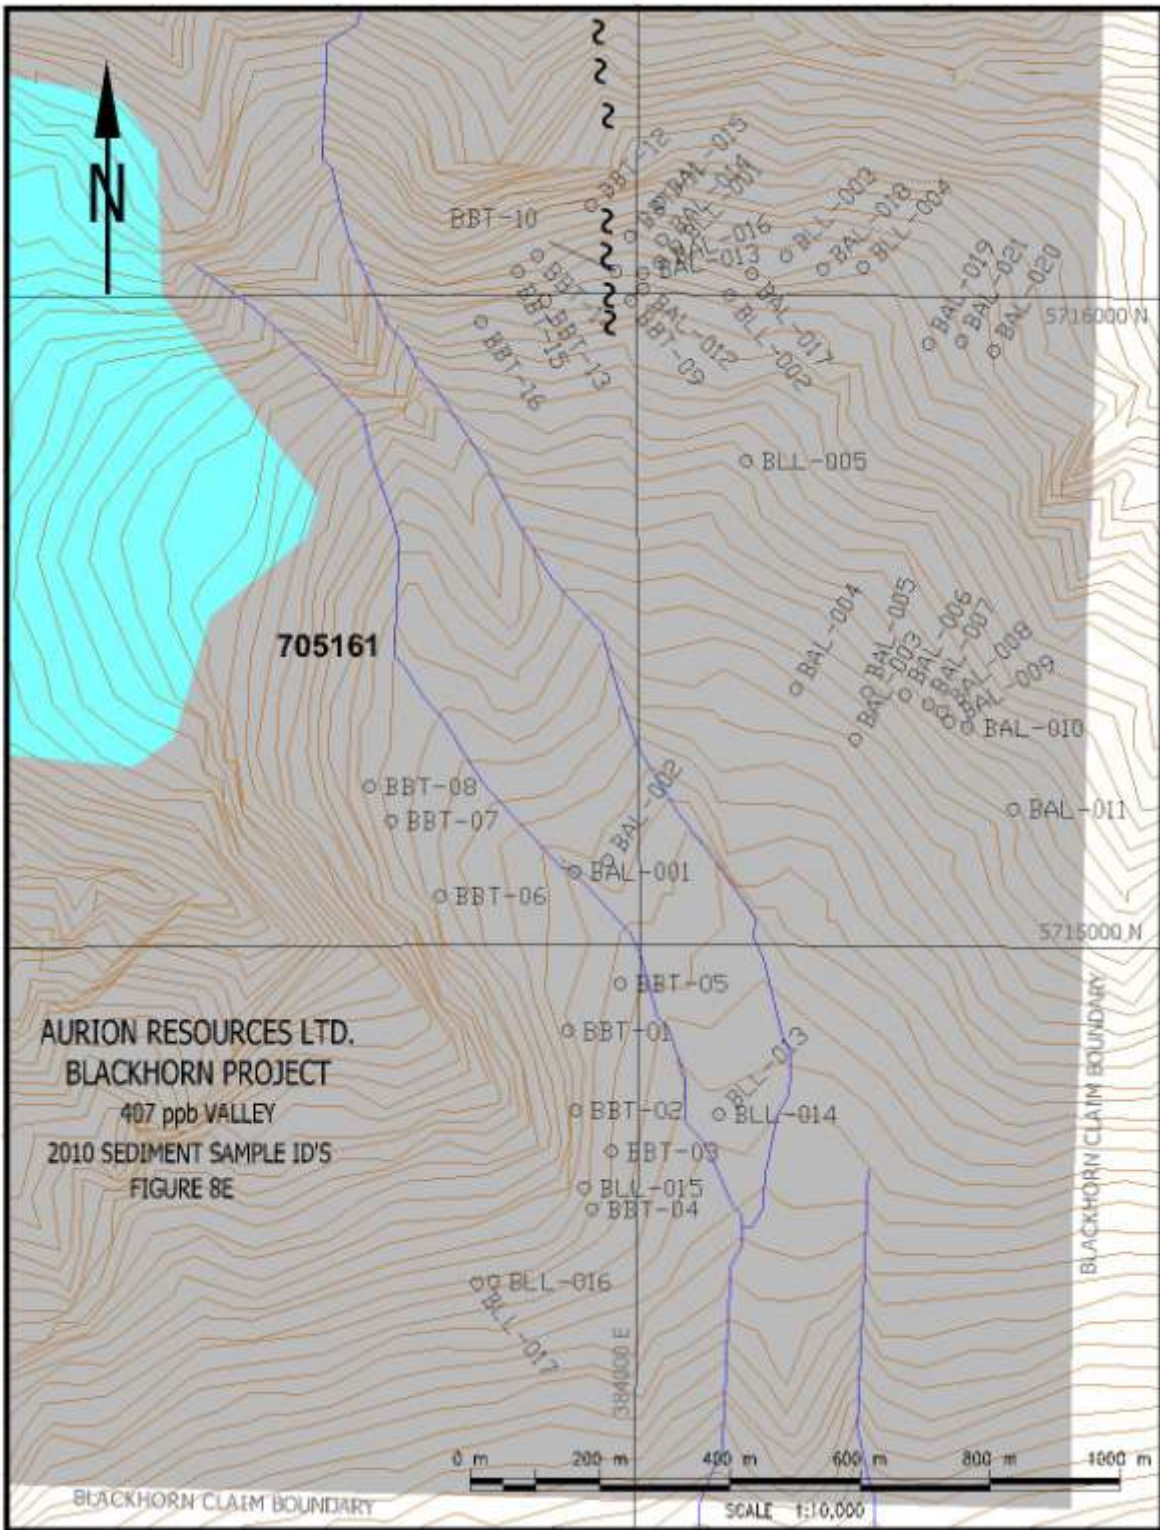 N
BBT-12
BAL-015
BAL-014
BLL-001
BBT-10
BAL-016
BAL-013
BLL-003
BAL-018
BLL-004
BAL-019
BAL-021
BAL-020
5716000 N
BBT-15
BBT-13
BBT-16
BAL-012
BBT-09
BAL-017
BLL-002
BLL-005
705161
BAL-004
BAL-005
BAL-003
BAL-006
BAL-007
BAL-008
BAL-009
BAL-010
BAL-011
BBT-08
BBT-07
BAL-002
BAL-001
BBT-06
5715000 N
BBT-05
BBT-01
AURION RESOURCES LTD.
BLACKHORN PROJECT
407 ppb VALLEY
2010 SEDIMENT SAMPLE ID'S
FIGURE 8E
BLL-013
BLL-014
BBT-02
BBT-03
BLL-015
BBT-04
BLL-016
BLL-017
BLACKHORN CLAIM BOUNDARY
384000 E
0 m 200 m 400 m 600 m 800 m 1000 m
SCALE 1:10,000
BLACKHORN CLAIM BOUNDARY